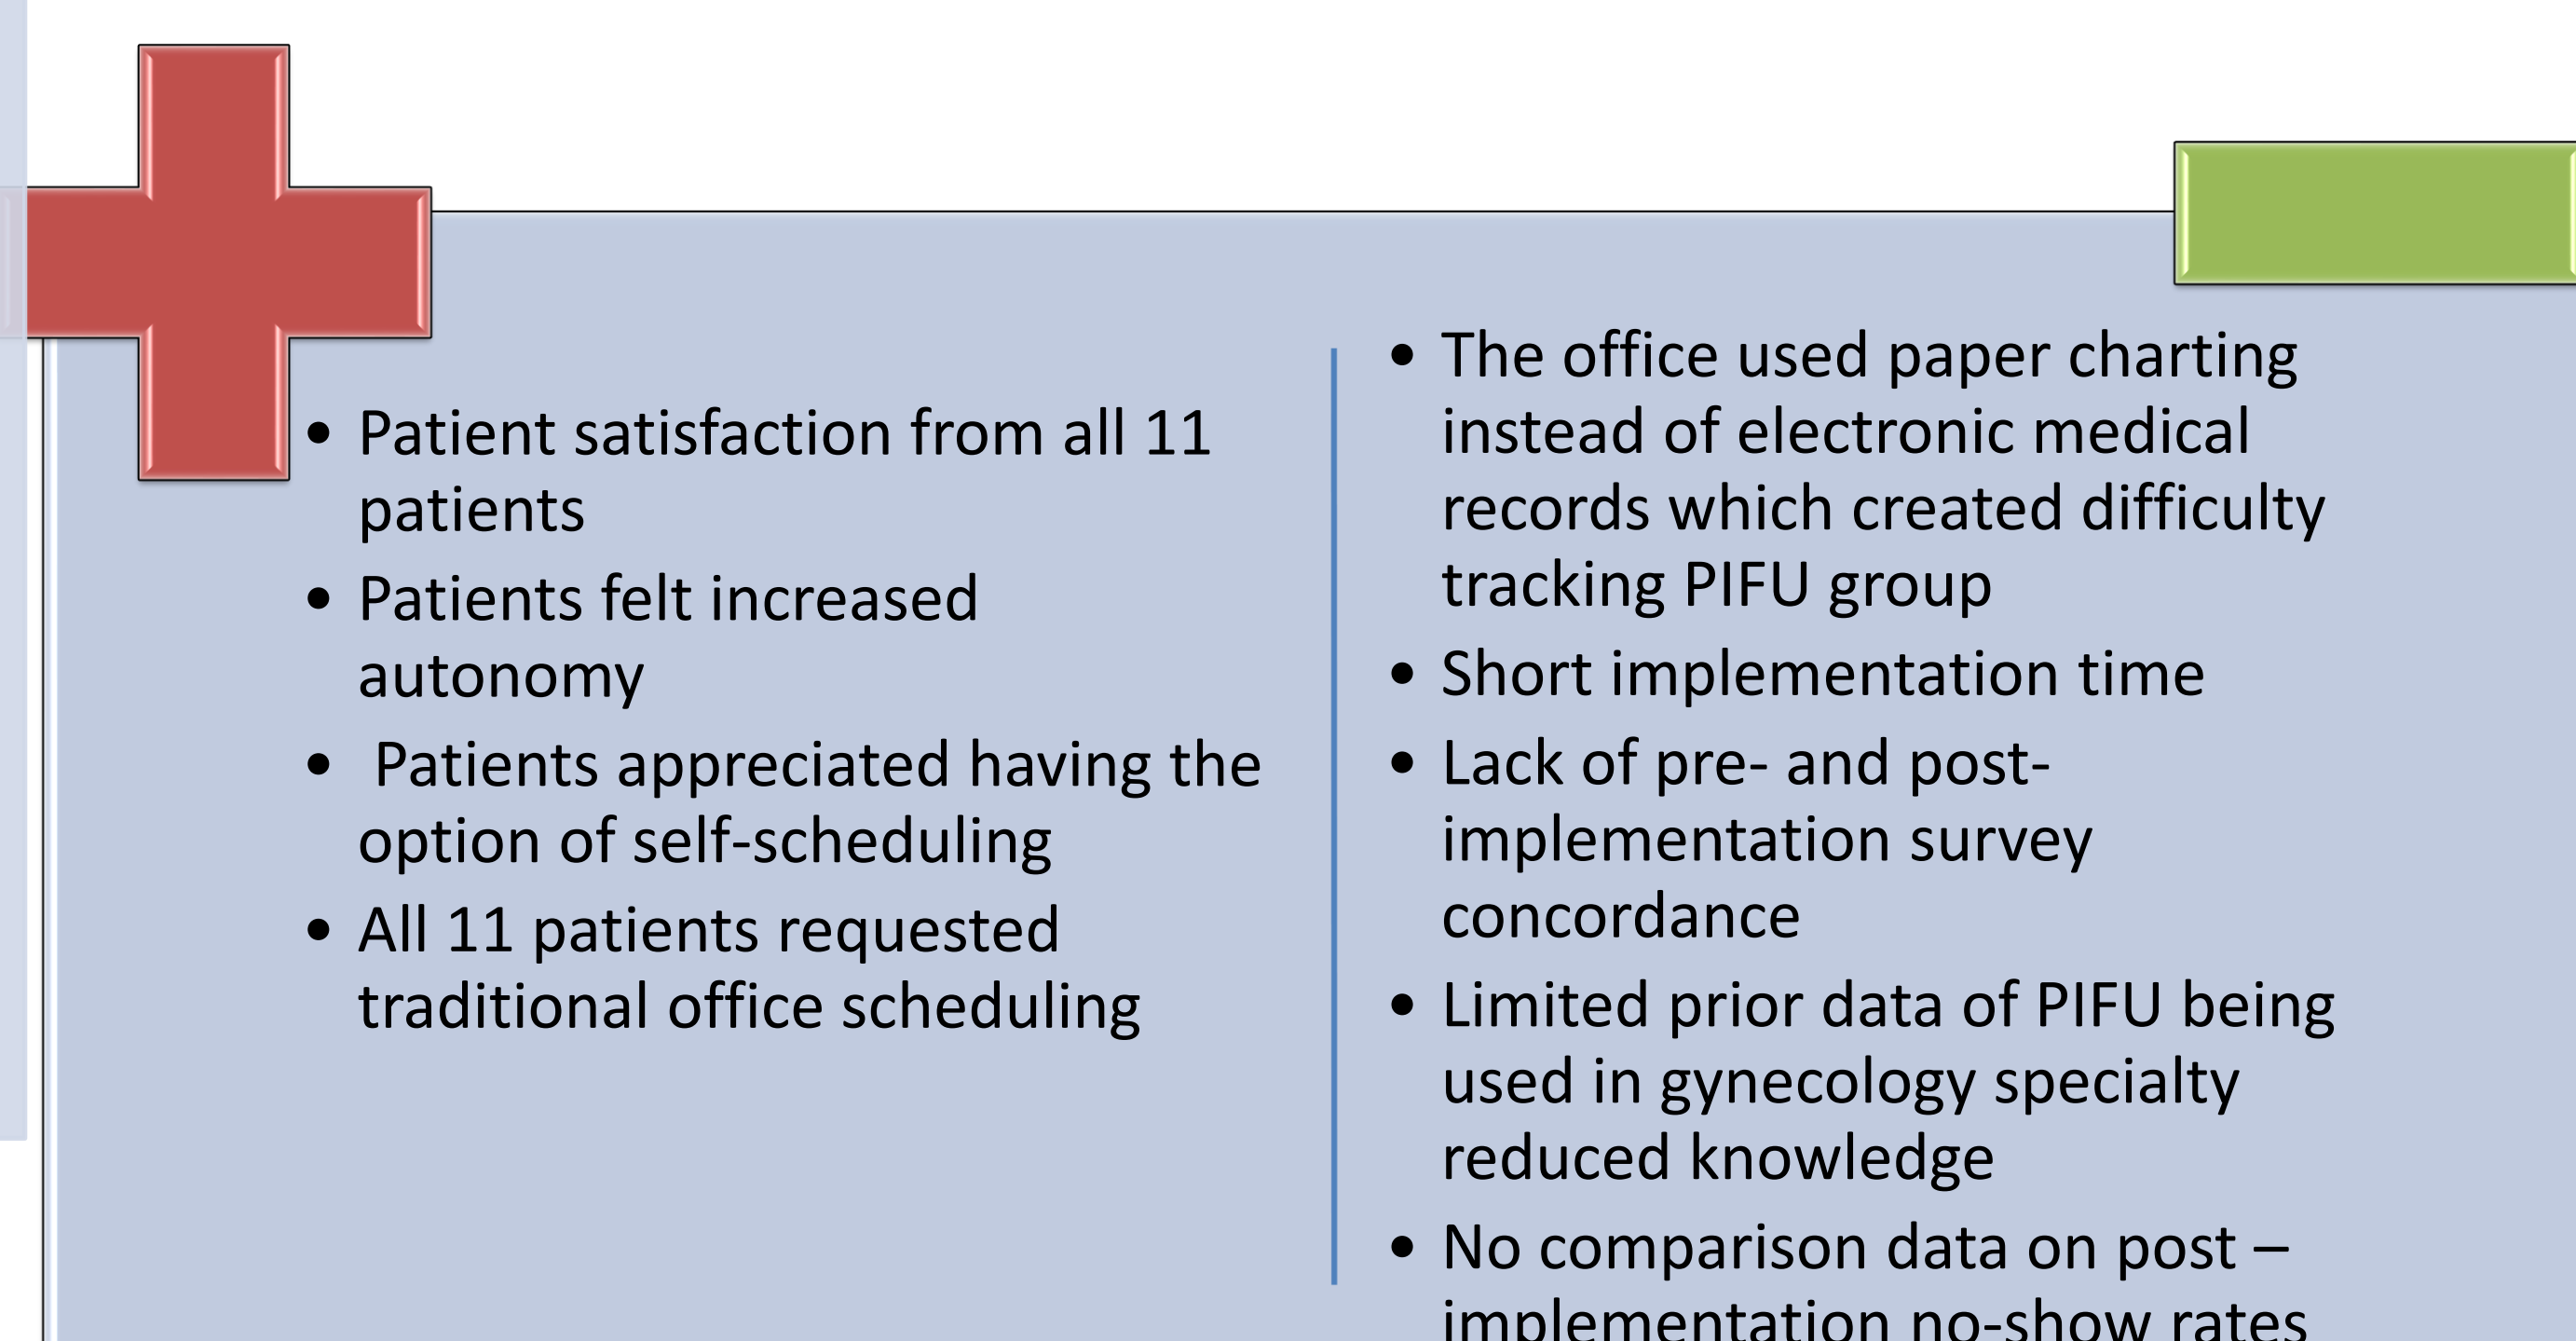 • Patient satisfaction from all 11
patients
• Patients felt increased
autonomy
• Patients appreciated having the
option of self-scheduling
• All 11 patients requested
traditional office scheduling
• The office used paper charting
instead of electronic medical
records which created difficulty
tracking PIFU group
• Short implementation time
• Lack of pre- and post-
implementation survey
concordance
• Limited prior data of PIFU being
used in gynecology specialty
reduced knowledge
• No comparison data on post –
implementation no-show rates